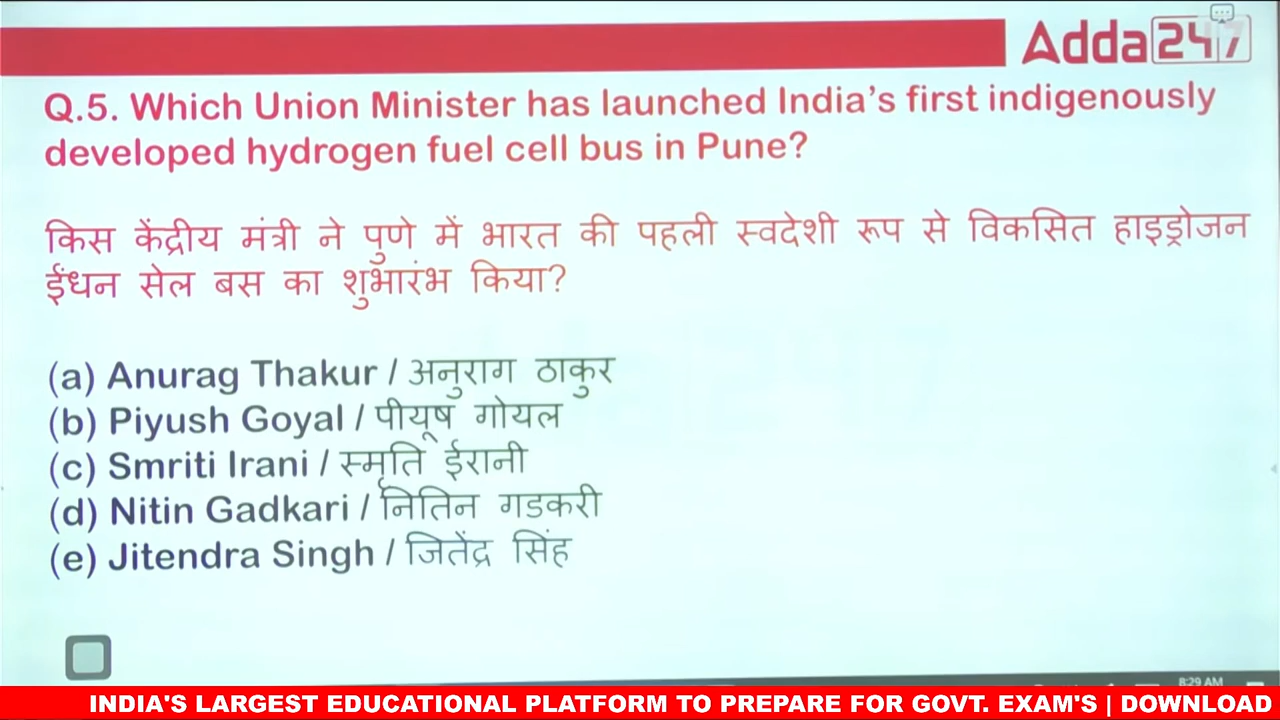 Adda 247
Q.5. Which Union Minister has launched India's first indigenously
developed hydrogen fuel cell bus in Pune?
किस केंद्रीय मंत्री ने पुणे में भारत की पहली स्वदेशी रूप से विकसित हाइड्रोजन
ईंधन सेल बस का शुभारंभ किया?
(a) Anurag Thakur / अनुराग ठाकुर
(b) Piyush Goyal / पीयूष गोयल
(c) Smriti Irani / स्मृति ईरानी
(d) Nitin Gadkari / नितिन गडकरी
(e) Jitendra Singh / जितेंद्र सिंह
8:29 AM
INDIA'S LARGEST EDUCATIONAL PLATFORM TO PREPARE FOR GOVT. EXAM'S | DOWNLOAD